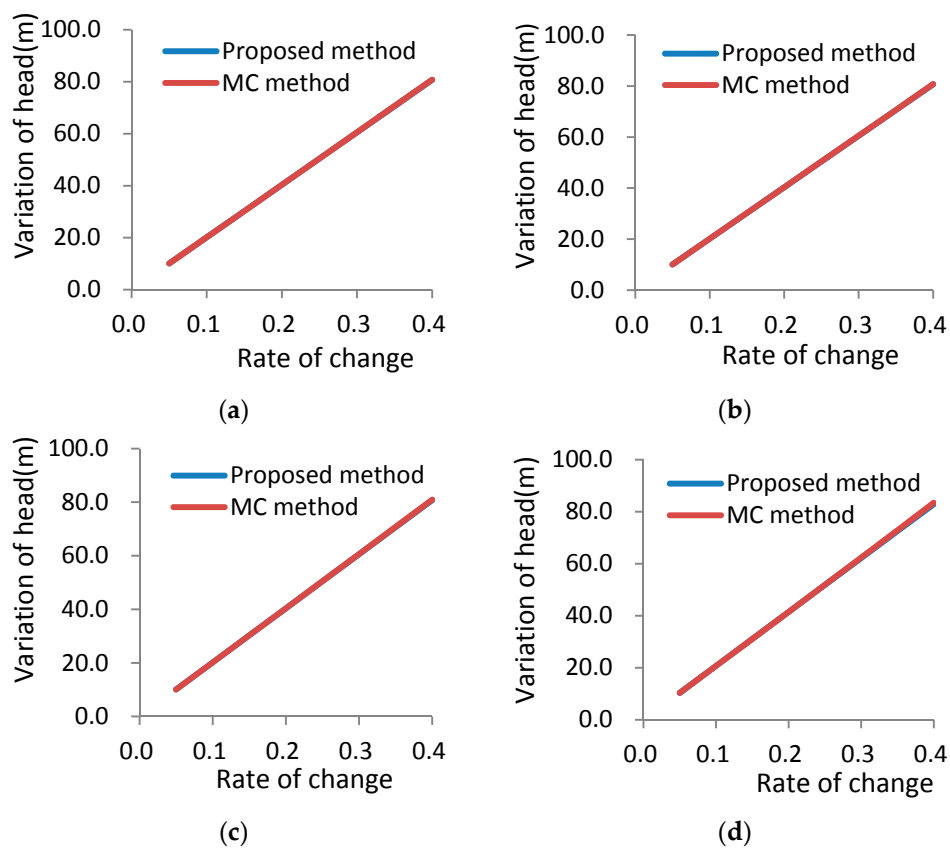 Variation of head(m)
100.0
80.0
60.0
40.0
20.0
0.0
Proposed method
MC method
0.0 0.1 0.2 0.3 0.4
Rate of change
(a)
Variation of head(m)
100.0
80.0
60.0
40.0
20.0
0.0
Proposed method
MC method
0.0 0.1 0.2 0.3 0.4
Rate of change
(b)
Variation of head(m)
100.0
80.0
60.0
40.0
20.0
0.0
Proposed method
MC method
0.0 0.1 0.2 0.3 0.4
Rate of change
(c)
Variation of head(m)
100.0
80.0
60.0
40.0
20.0
0.0
Proposed method
MC method
0.0 0.1 0.2 0.3 0.4
Rate of change
(d)